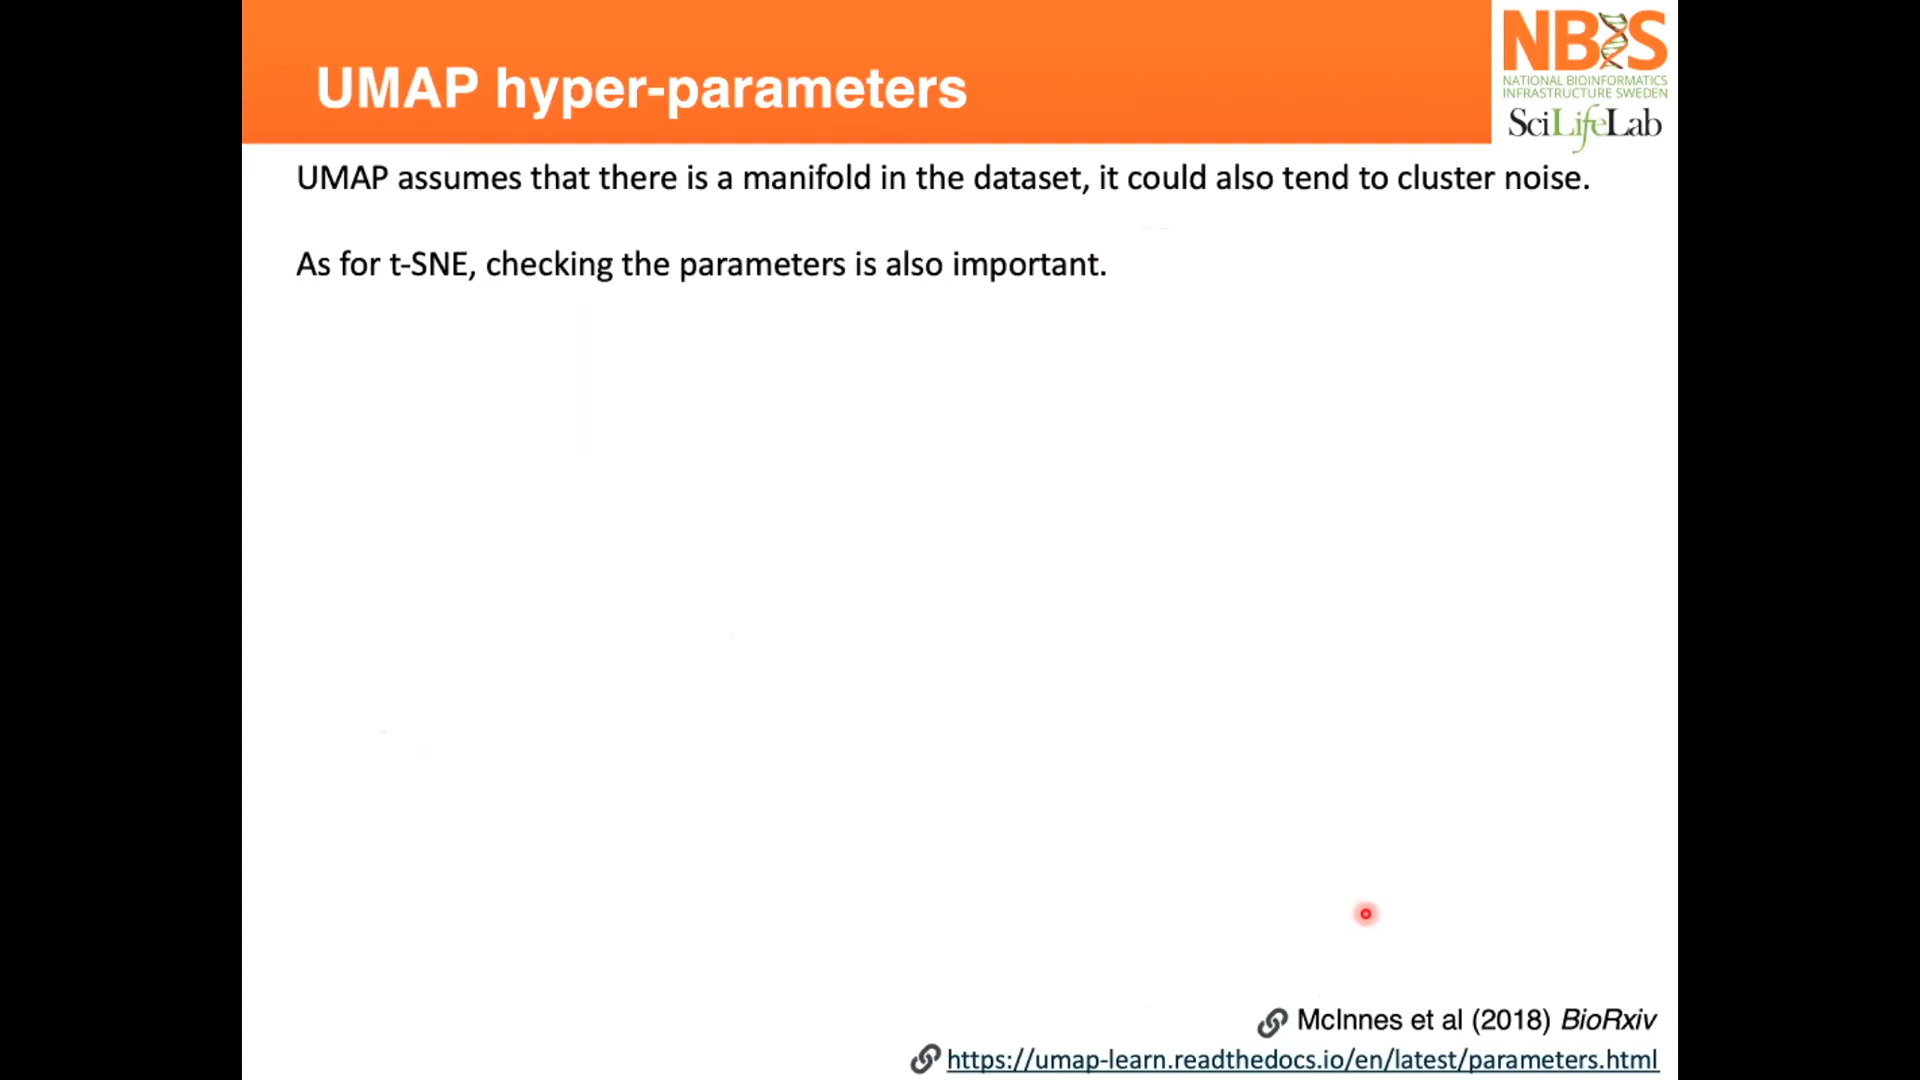 UMAP hyper-parameters
NBIS
NATIONAL BIOINFORMATICS
INFRASTRUCTURE SWEDEN
SciLifeLab
UMAP assumes that there is a manifold in the dataset, it could also tend to cluster noise.
As for t-SNE, checking the parameters is also important.
McInnes et al (2018) BioRxiv
https://umap-learn.readthedocs.io/en/latest/parameters.html